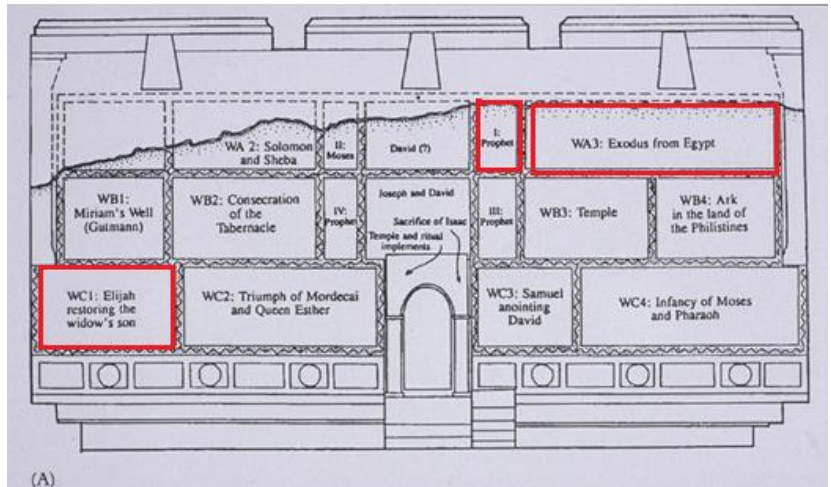 WA 2: Solomon
and Sheba
II:
Moses
David (?)
I:
Prophet
WA3: Exodus from Egypt
WB1:
Miriam's Well
(Gutmann)
WB2: Consecration
of the
Tabernacle
IV:
Prophet
Joseph and David
Sacrifice of Isaac
Temple and ritual
implements
III:
Prophet
WB3: Temple
WB4: Ark
in the land of
the Philistines
WC1: Elijah
restoring the
widow's son
WC2: Triumph of Mordecai
and Queen Esther
WC3: Samuel
anointing
David
WC4: Infancy of Moses
and Pharaoh
(A)